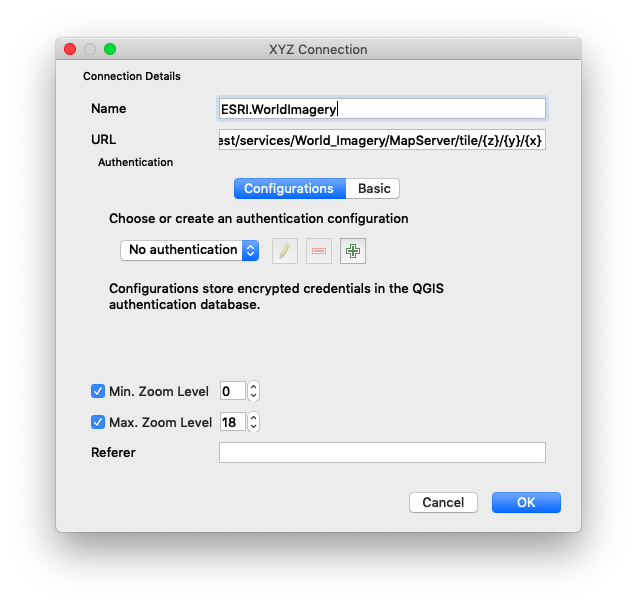 XYZ Connection
Connection Details
Name ESRI.WorldImagery
URL est/services/World_Imagery/MapServer/tile/{z}/{y}/{x}
Authentication
Configurations Basic
Choose or create an authentication configuration
No authentication
Configurations store encrypted credentials in the QGIS
authentication database.
Min. Zoom Level 0
Max. Zoom Level 18
Referer
Cancel OK